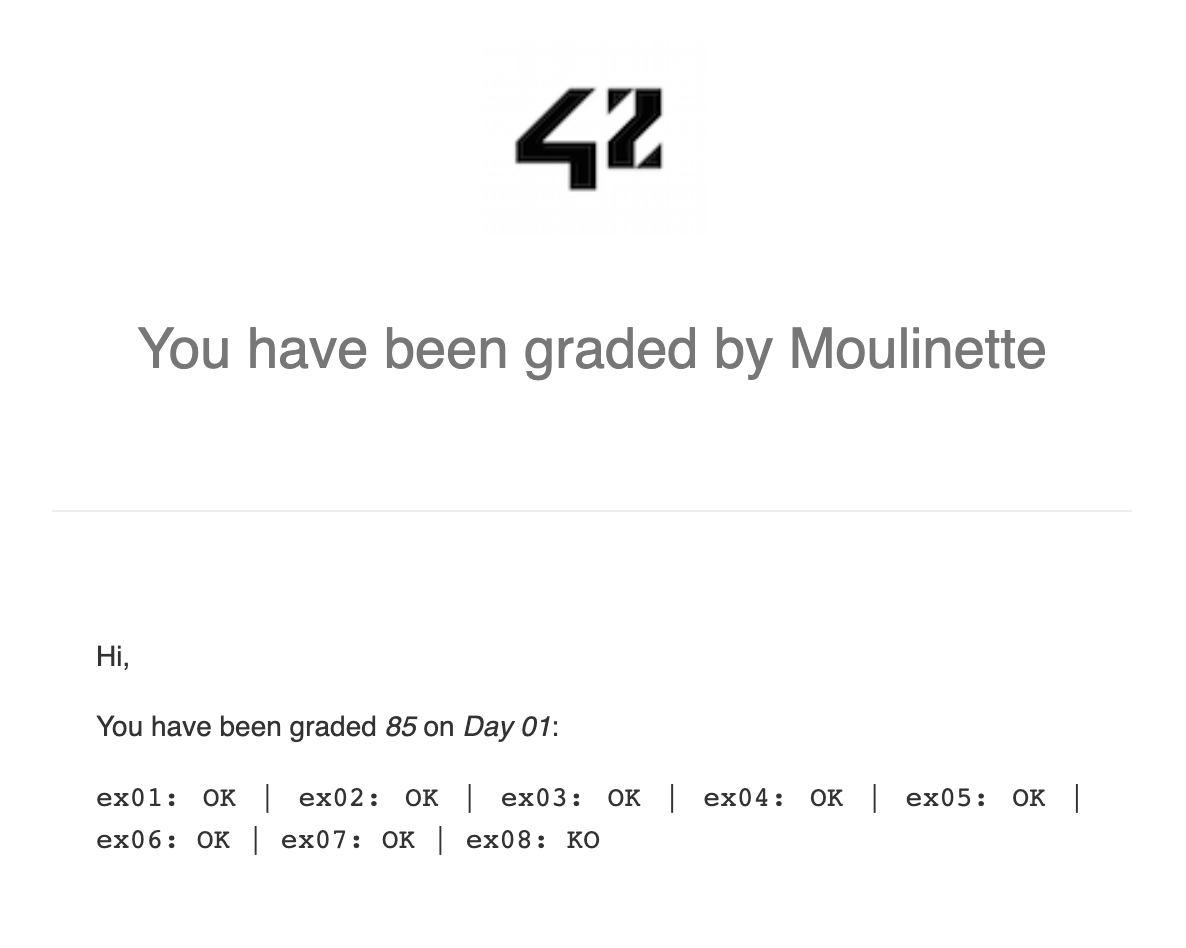 42
You have been graded by Moulinette
Hi,
You have been graded 85 on Day 01:
ex01: OK | ex02: OK | ex03: OK | ex04: OK | ex05: OK |
ex06: OK | ex07: OK | ex08: KO